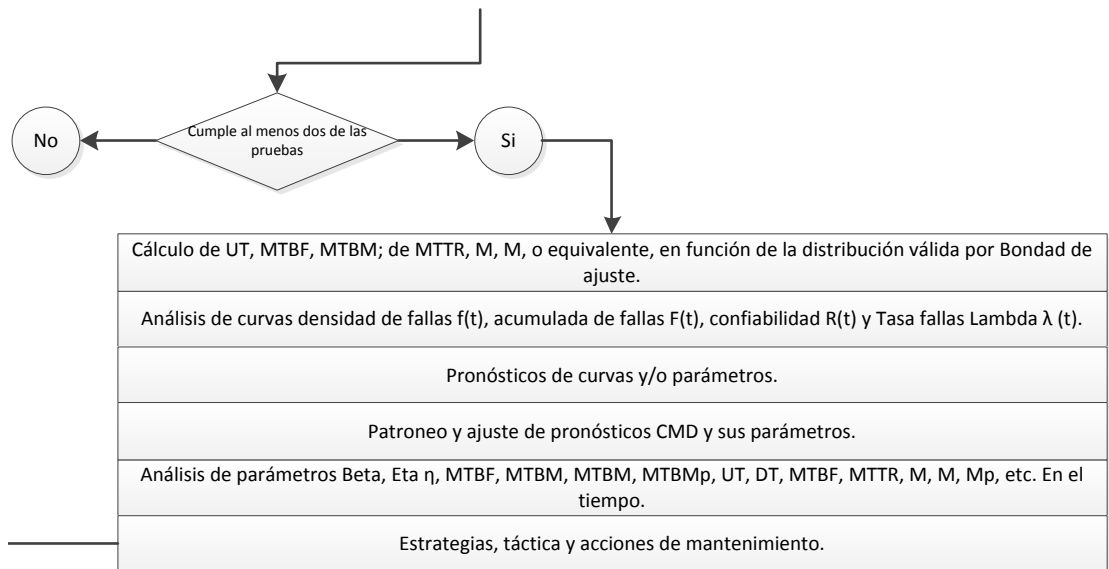 Cumple al menos dos de las
pruebas
No
Si
Cálculo de UT, MTBF, MTBM; de MTTR, M, M, o equivalente, en función de la distribución válida por Bondad de
ajuste.
Análisis de curvas densidad de fallas f(t), acumulada de fallas F(t), confiabilidad R(t) y Tasa fallas Lambda λ (t).
Pronósticos de curvas y/o parámetros.
Patroneo y ajuste de pronósticos CMD y sus parámetros.
Análisis de parámetros Beta, Eta η, MTBF, MTBM, MTBM, MTBMp, UT, DT, MTBF, MTTR, M, M, Mp, etc. En el
tiempo.
Estrategias, táctica y acciones de mantenimiento.